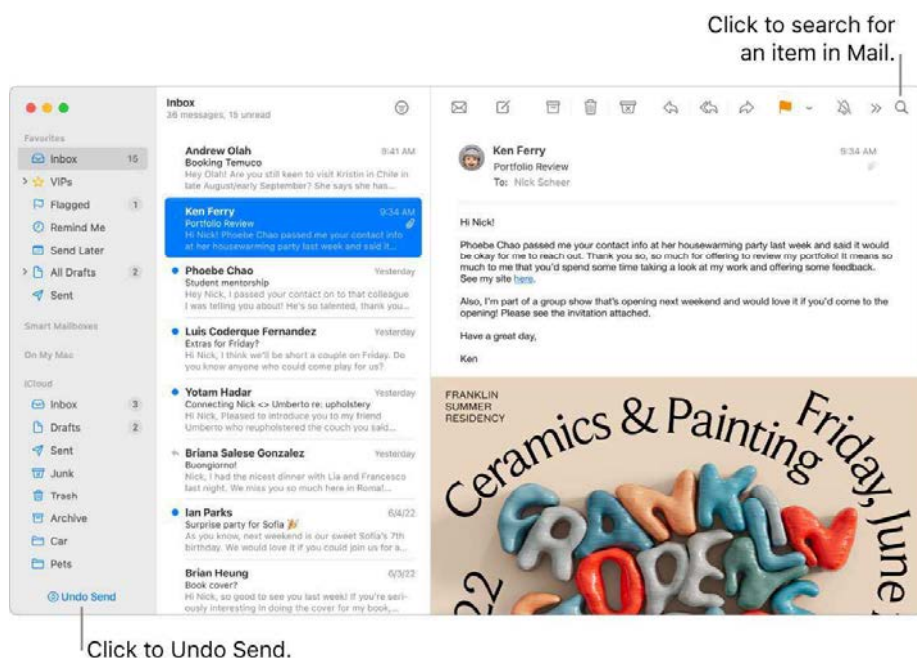 Click to search for
an item in Mail.
Inbox
36 messages, 15 unread
Favorites
Inbox 15
VIPs
Flagged 1
Remind Me
Send Later
All Drafts 2
Sent
Smart Mailboxes
On My Mac
iCloud
Inbox 3
Drafts 2
Sent
Junk
Trash
Archive
Car
Pets
Undo Send
Andrew Olah 9:41 AM
Booking Temuco
Hey Olah! Are you still keen to visit Kristin in Chile in
late August/early September? She says she has...
Ken Ferry 9:34 AM
Portfolio Review
Hi Nick! Phoebe Chao passed me your contact info
at her housewarming party last week and said it...
Phoebe Chao Yesterday
Student mentorship
Hey Nick, I passed your contact on to that colleague
I was telling you about! He's so talented, thank you...
Luis Coderque Fernandez Yesterday
Extras for Friday?
Hi Nick, I think we'll be short a couple on Friday. Do
you know anyone who could come play for us?
Yotam Hadar Yesterday
Connecting Nick <> Umberto re: upholstery
Hi Nick, Pleased to introduce you to my friend
Umberto who reupholstered the couch you said...
Briana Salese Gonzalez Yesterday
Buongiorno!
Nick, I had the nicest dinner with Lia and Francesco
last night. We miss you so much here in Roma!...
Ian Parks 6/4/22
Surprise party for Sofia 🎉
As you know, next weekend is our sweet Sofia's 7th
birthday. We would love it if you could join us for a...
Brian Heung 6/3/22
Book cover?
Hi Nick, so good to see you last week! If you're seri-
ously interesting in doing the cover for my book,...
Ken Ferry 9:34 AM
Portfolio Review
To: Nick Scheer
Hi Nick!
Phoebe Chao passed me your contact info at her housewarming party last week and said it would
be okay for me to reach out. Thank you so, so much for offering to review my portfolio! It means so
much to me that you'd spend some time taking a look at my work and offering some feedback.
See my site here.
Also, I'm part of a group show that's opening next weekend and would love it if you'd come to the
opening! Please see the invitation attached.
Have a great day,
Ken
FRANKLIN
SUMMER
RESIDENCY
Ceramics & Painting
Friday, June
22
FRANKLIN
OPEN
Click to Undo Send.